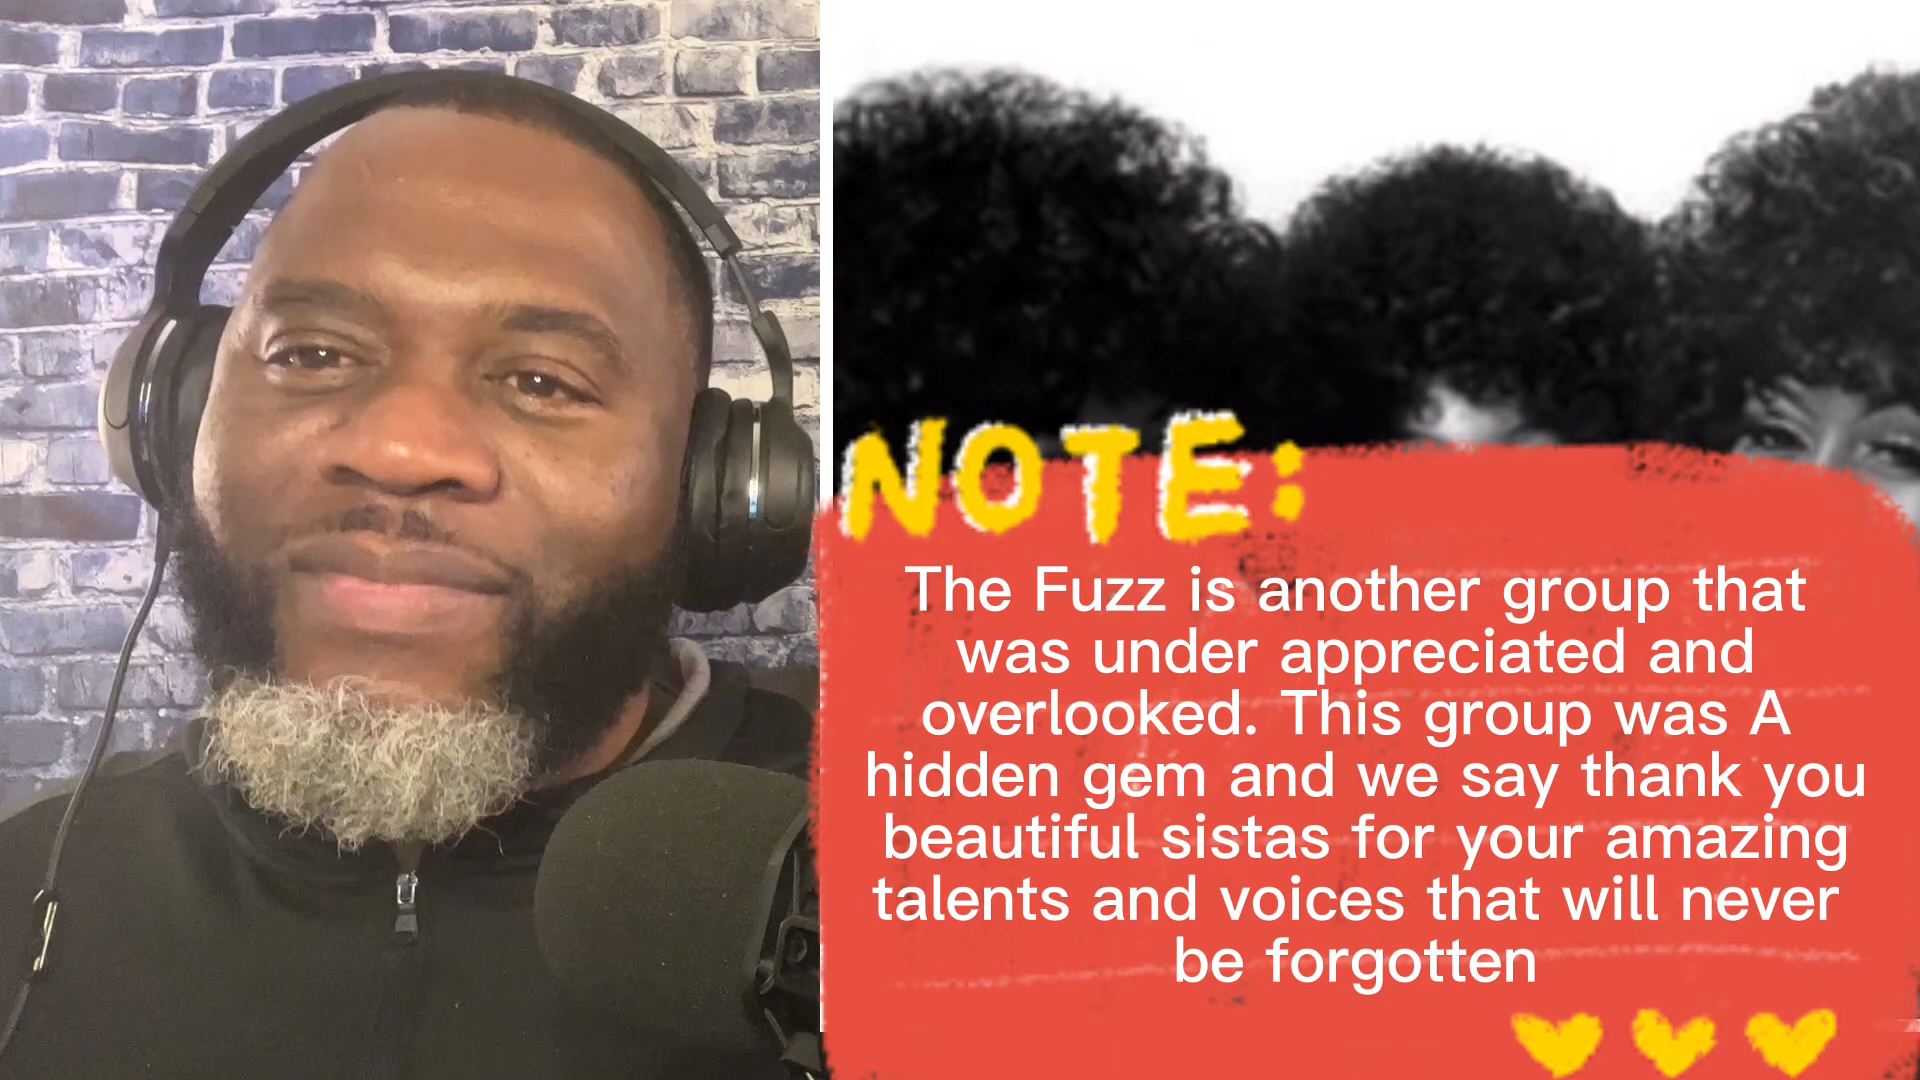 NOTE:
The Fuzz is another group that
was under appreciated and
overlooked. This group was A
hidden gem and we say thank you
beautiful sistas for your amazing
talents and voices that will never
be forgotten